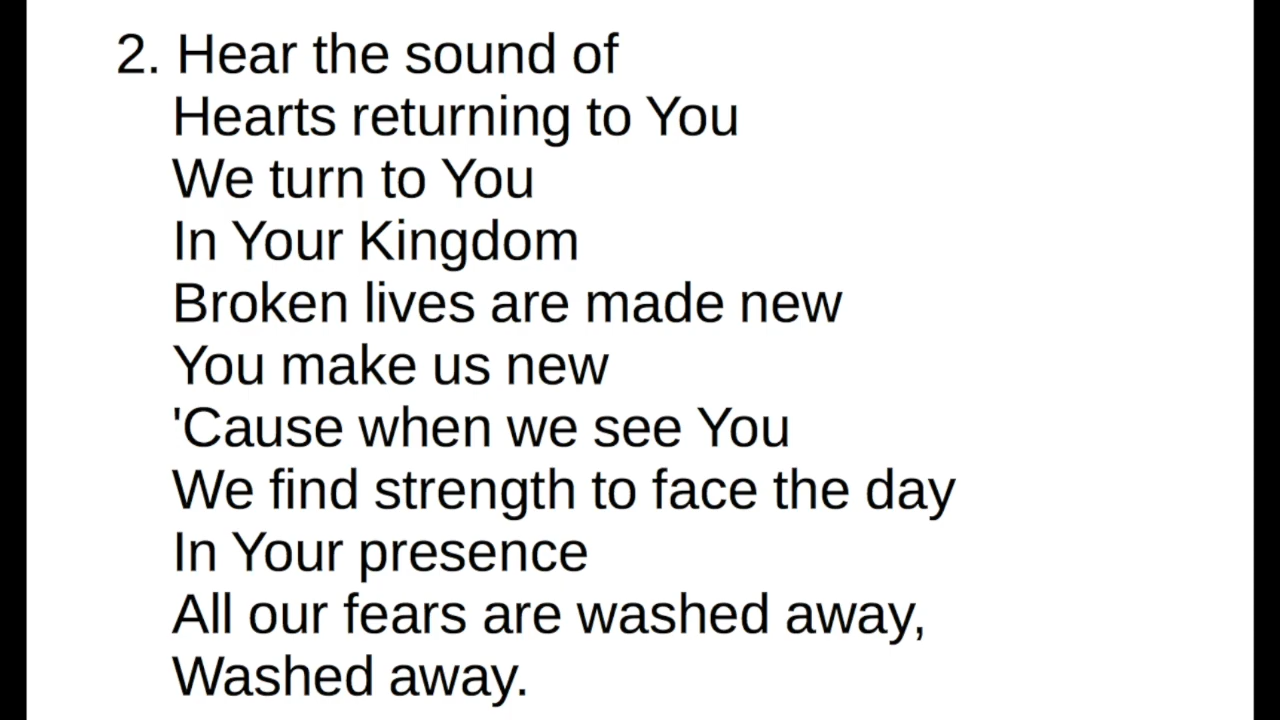 2. Hear the sound of
Hearts returning to You
We turn to You
In Your Kingdom
Broken lives are made new
You make us new
'Cause when we see You
We find strength to face the day
In Your presence
All our fears are washed away,
Washed away.